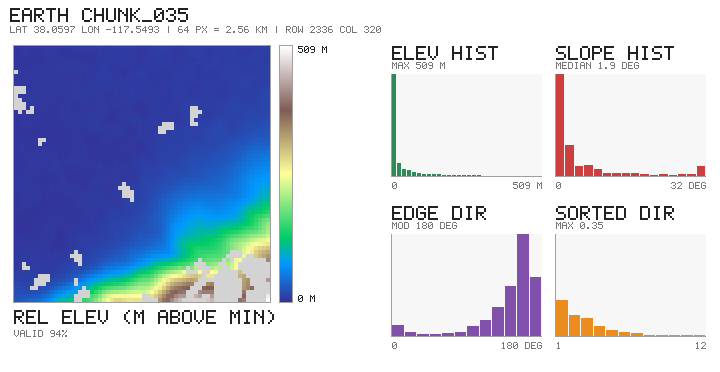 EARTH CHUNK_035
LAT 38.0597 LON -117.5493 | 64 PX = 2.56 KM | ROW 2336 COL 320
509 M
0 M
REL ELEV (M ABOVE MIN)
VALID 94%
ELEV HIST
MAX 509 M
0 509 M
SLOPE HIST
MEDIAN 1.9 DEG
0 32 DEG
EDGE DIR
MOD 180 DEG
0 180 DEG
SORTED DIR
MAX 0.35
1 12